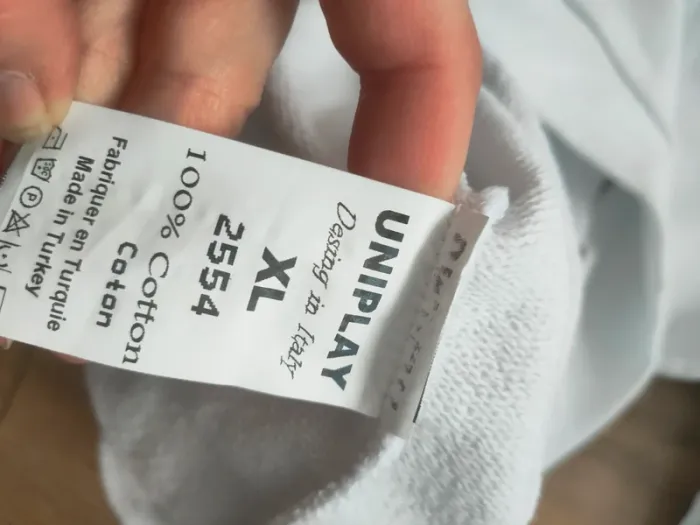 UNIPLAY
Desing in Italy
XL
2554
100% Cotton
Coton
Fabriquer en Turquie
Made in Turkey